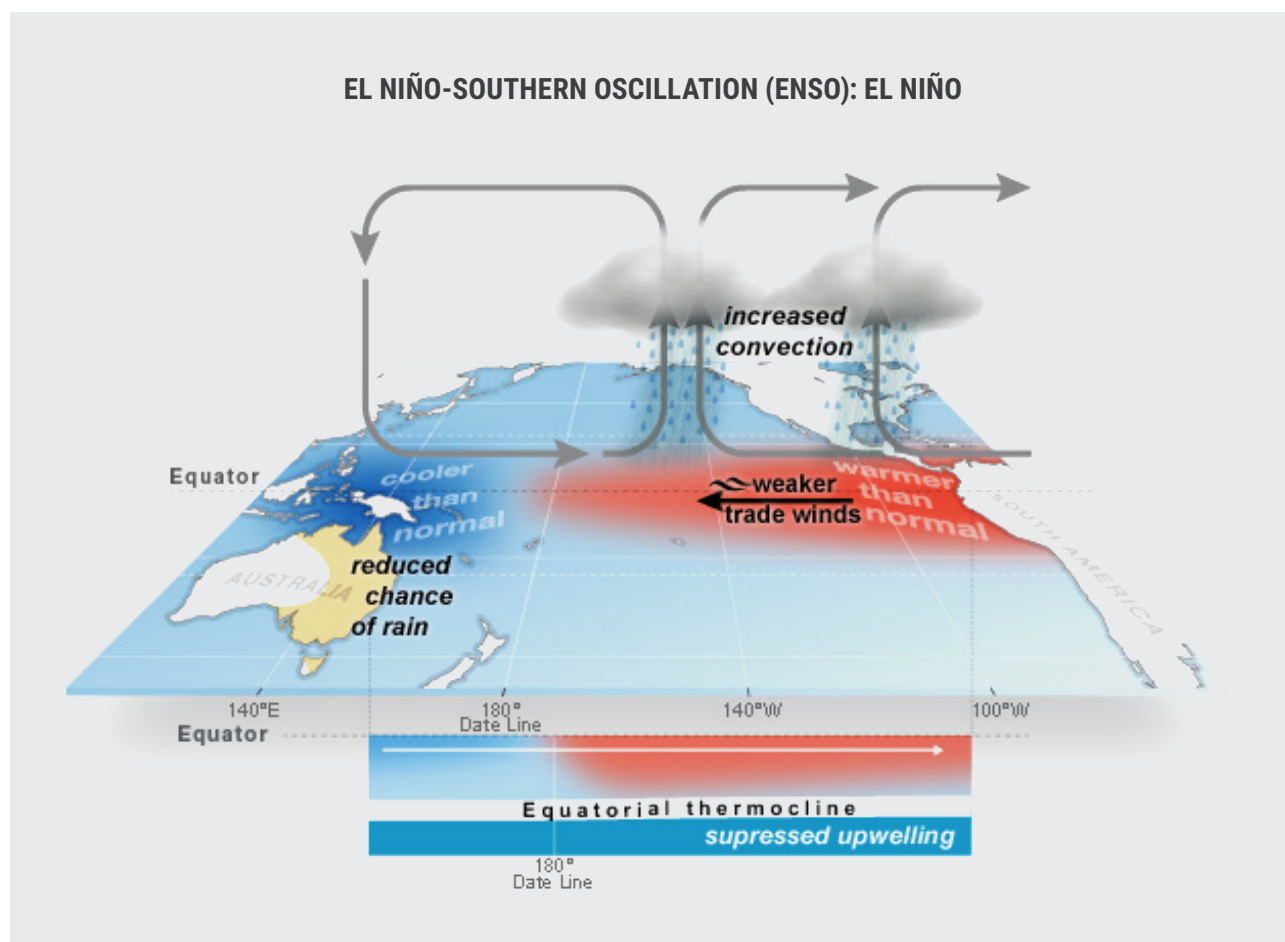 EL NIÑO-SOUTHERN OSCILLATION (ENSO): EL NIÑO
increased
convection
Equator
cooler
than
normal
weaker
trade winds
warmer
than
normal
SOUTH AMERICA
AUSTRALIA
reduced
chance
of rain
140°E
180°
Date Line
140°W
100°W
Equator
Equatorial thermocline
supressed upwelling
180°
Date Line